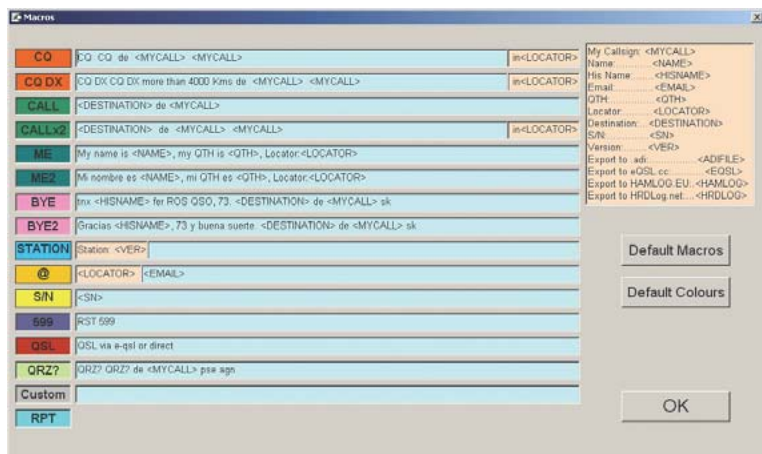 Macros
CQ CQ CQ de <MYCALL> <MYCALL> in<LOCATOR>
CQ DX CQ DX CQ DX more than 4000 Kms de <MYCALL> <MYCALL> in<LOCATOR>
CALL <DESTINATION> de <MYCALL>
CALLx2 <DESTINATION> de <MYCALL> <MYCALL> in<LOCATOR>
ME My name is <NAME>, my QTH is <QTH>, Locator:<LOCATOR>
ME2 Mi nombre es <NAME>, mi QTH es <QTH>, Locator:<LOCATOR>
BYE tnx <HISNAME> fer ROS QSO, 73. <DESTINATION> de <MYCALL> sk
BYE2 Gracias <HISNAME>, 73 y buena suerte. <DESTINATION> de <MYCALL> sk
STATION Station: <VER>
@ <LOCATOR> <EMAIL>
S/N <SN>
599 RST 599
QSL QSL via e-qsl or direct
QRZ? QRZ? QRZ? de <MYCALL> pse agn
Custom
RPT
My Callsign: <MYCALL>
Name:.......... <NAME>
His Name:.......... <HISNAME>
Email:.......... <EMAIL>
QTH:.......... <QTH>
Locator:.......... <LOCATOR>
Destination:... <DESTINATION>
S/N:.......... <SN>
Version:.......... <VER>
Export to .adi:.......... <ADIFILE>
Export to eQSL.cc:.......... <EQSL>
Export to HAMLOG.EU:..<HAMLOG>
Export to HRDLog.net:...<HRDLOG>
Default Macros
Default Colours
OK